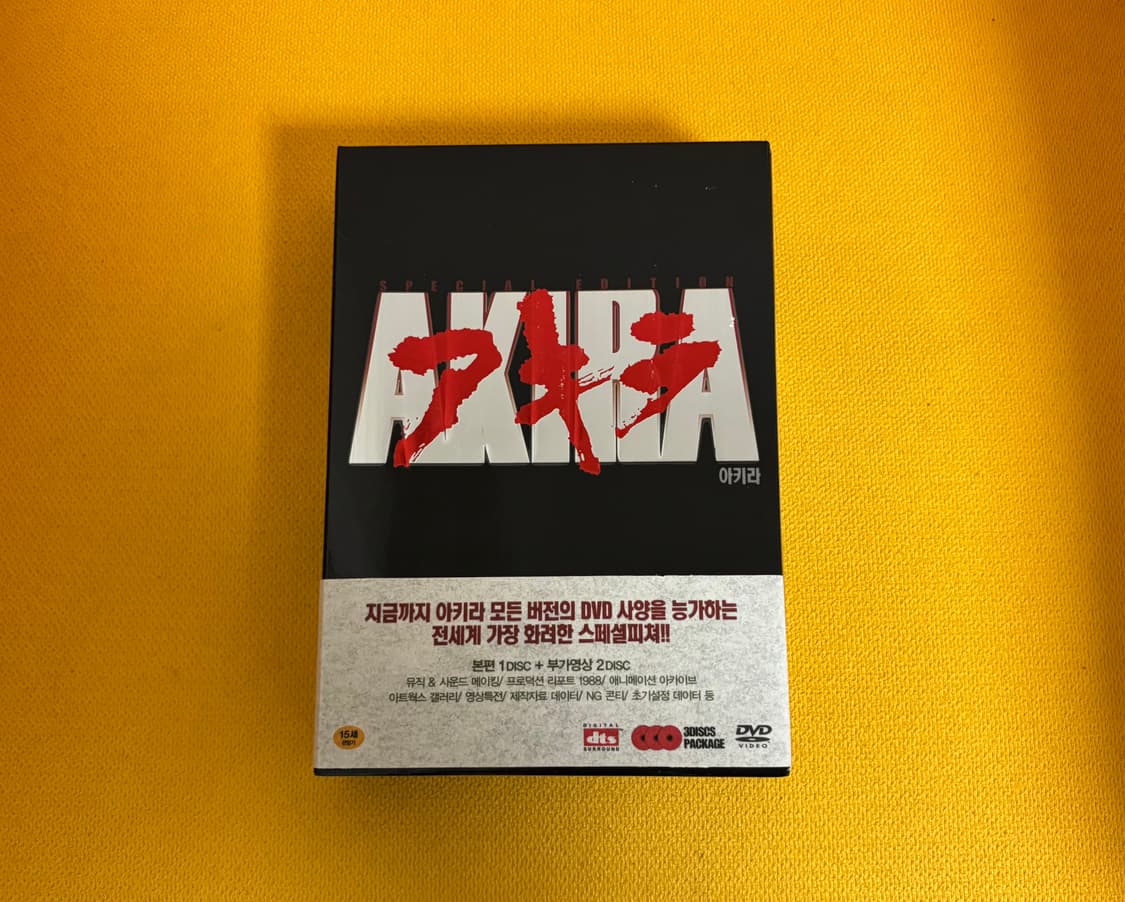 SPECIAL EDITION
AKIRA
アキラ
아키라
지금까지 아키라 모든 버전의 DVD 사양을 능가하는
전세계 가장 화려한 스페셜피쳐!!
본편 1DISC + 부가영상 2DISC
뮤직 & 사운드 메이킹/ 프로덕션 리포트 1988/ 애니메이션 아카이브
아트웍스 갤러리/ 영상특전/ 제작자료 데이터/ NG 콘티/ 초기설정 데이터 등
15세
관람가
DIGITAL
dts
SURROUND
3DISCS
PACKAGE
DVD
VIDEO